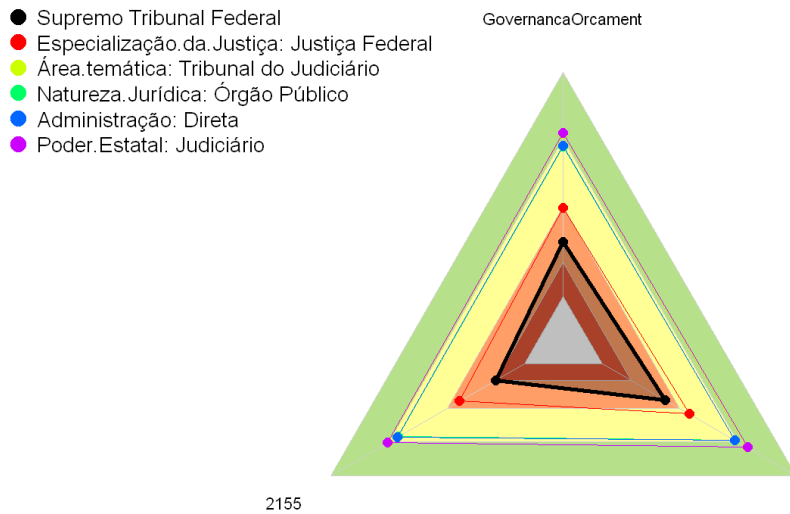 Supremo Tribunal Federal
GovernancaOrcament
Especialização.da.Justiça: Justiça Federal
Área.temática: Tribunal do Judiciário
Natureza.Jurídica: Órgão Público
Administração: Direta
Poder.Estatal: Judiciário
2155